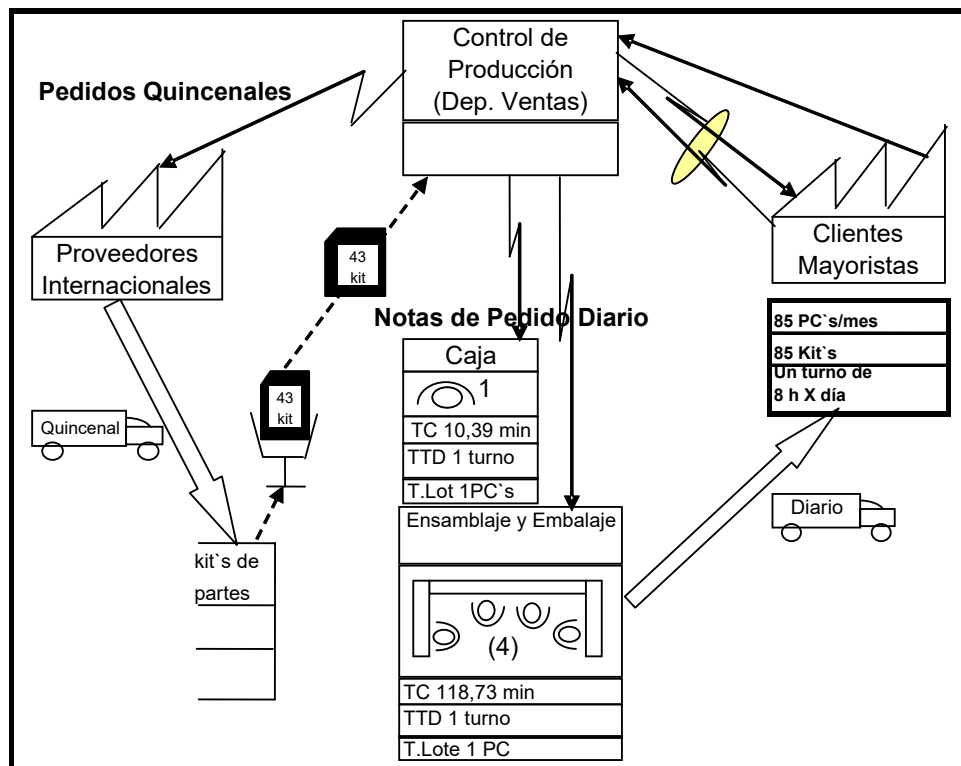 Control de
Producción
(Dep. Ventas)
Pedidos Quincenales
Proveedores
Internacionales
Clientes
Mayoristas
43
kit
Notas de Pedido Diario
85 PC`s/mes
85 Kit`s
Un turno de
8 h X día
Caja
1
43
kit
Quincenal
TC 10,39 min
TTD 1 turno
T.Lot 1PC`s
Ensamblaje y Embalaje
Diario
kit`s de
partes
(4)
TC 118,73 min
TTD 1 turno
T.Lote 1 PC